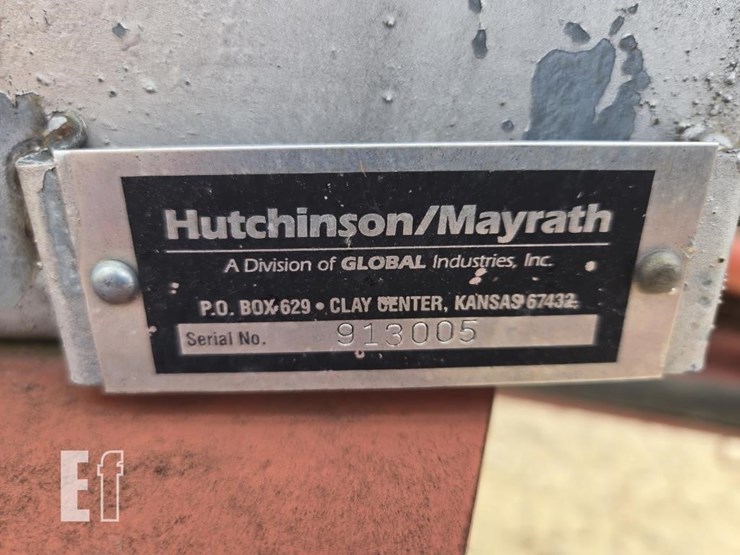 Hutchinson/Mayrath
A Division of GLOBAL Industries, Inc.
P.O. BOX 629 • CLAY CENTER, KANSAS 67432
Serial No. 913005
Ef